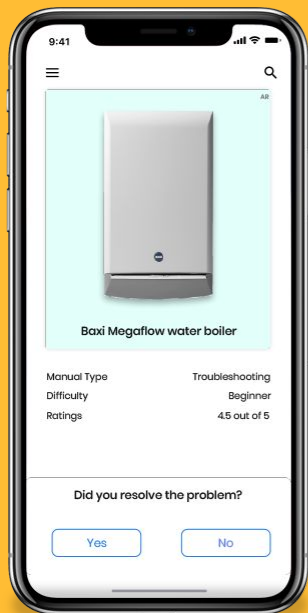 9:41
AR
Baxi Megaflow water boiler
Manual Type Troubleshooting
Difficulty Beginner
Ratings 4.5 out of 5
Did you resolve the problem?
Yes No